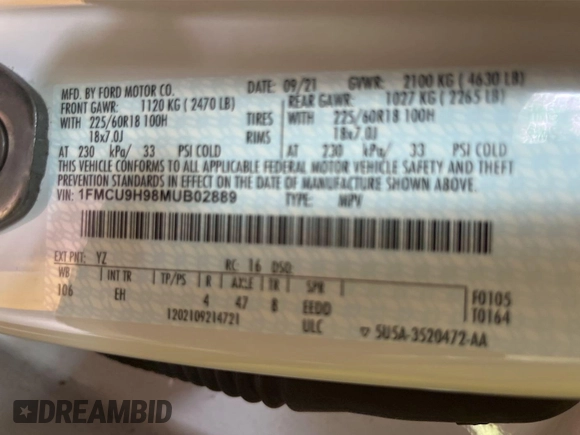 MFD. BY FORD MOTOR CO. DATE: 09/21 GVWR: 2100 KG ( 4630 LB)
FRONT GAWR: 1120 KG ( 2470 LB) REAR GAWR: 1027 KG ( 2265 LB)
WITH 225/60R18 100H TIRES WITH 225/60R18 100H
18x7.0J RIMS 18x7.0J
AT 230 kPa/ 33 PSI COLD AT 230 kPa/ 33 PSI COLD
THIS VEHICLE CONFORMS TO ALL APPLICABLE FEDERAL MOTOR VEHICLE SAFETY AND THEFT
PREVENTION STANDARDS IN EFFECT ON THE DATE OF MANUFACTURE SHOWN ABOVE.
VIN: 1FMCU9H98MUB02889 TYPE: MPV
EXT PNT: YZ RC: 16 DSO:
WB INT TR TP/PS R AXLE TR SPR F0105
106 EH 4 47 8 EEDD T0164
1202109214721 ULC 5U5A-3520472-AA
DREAMBID